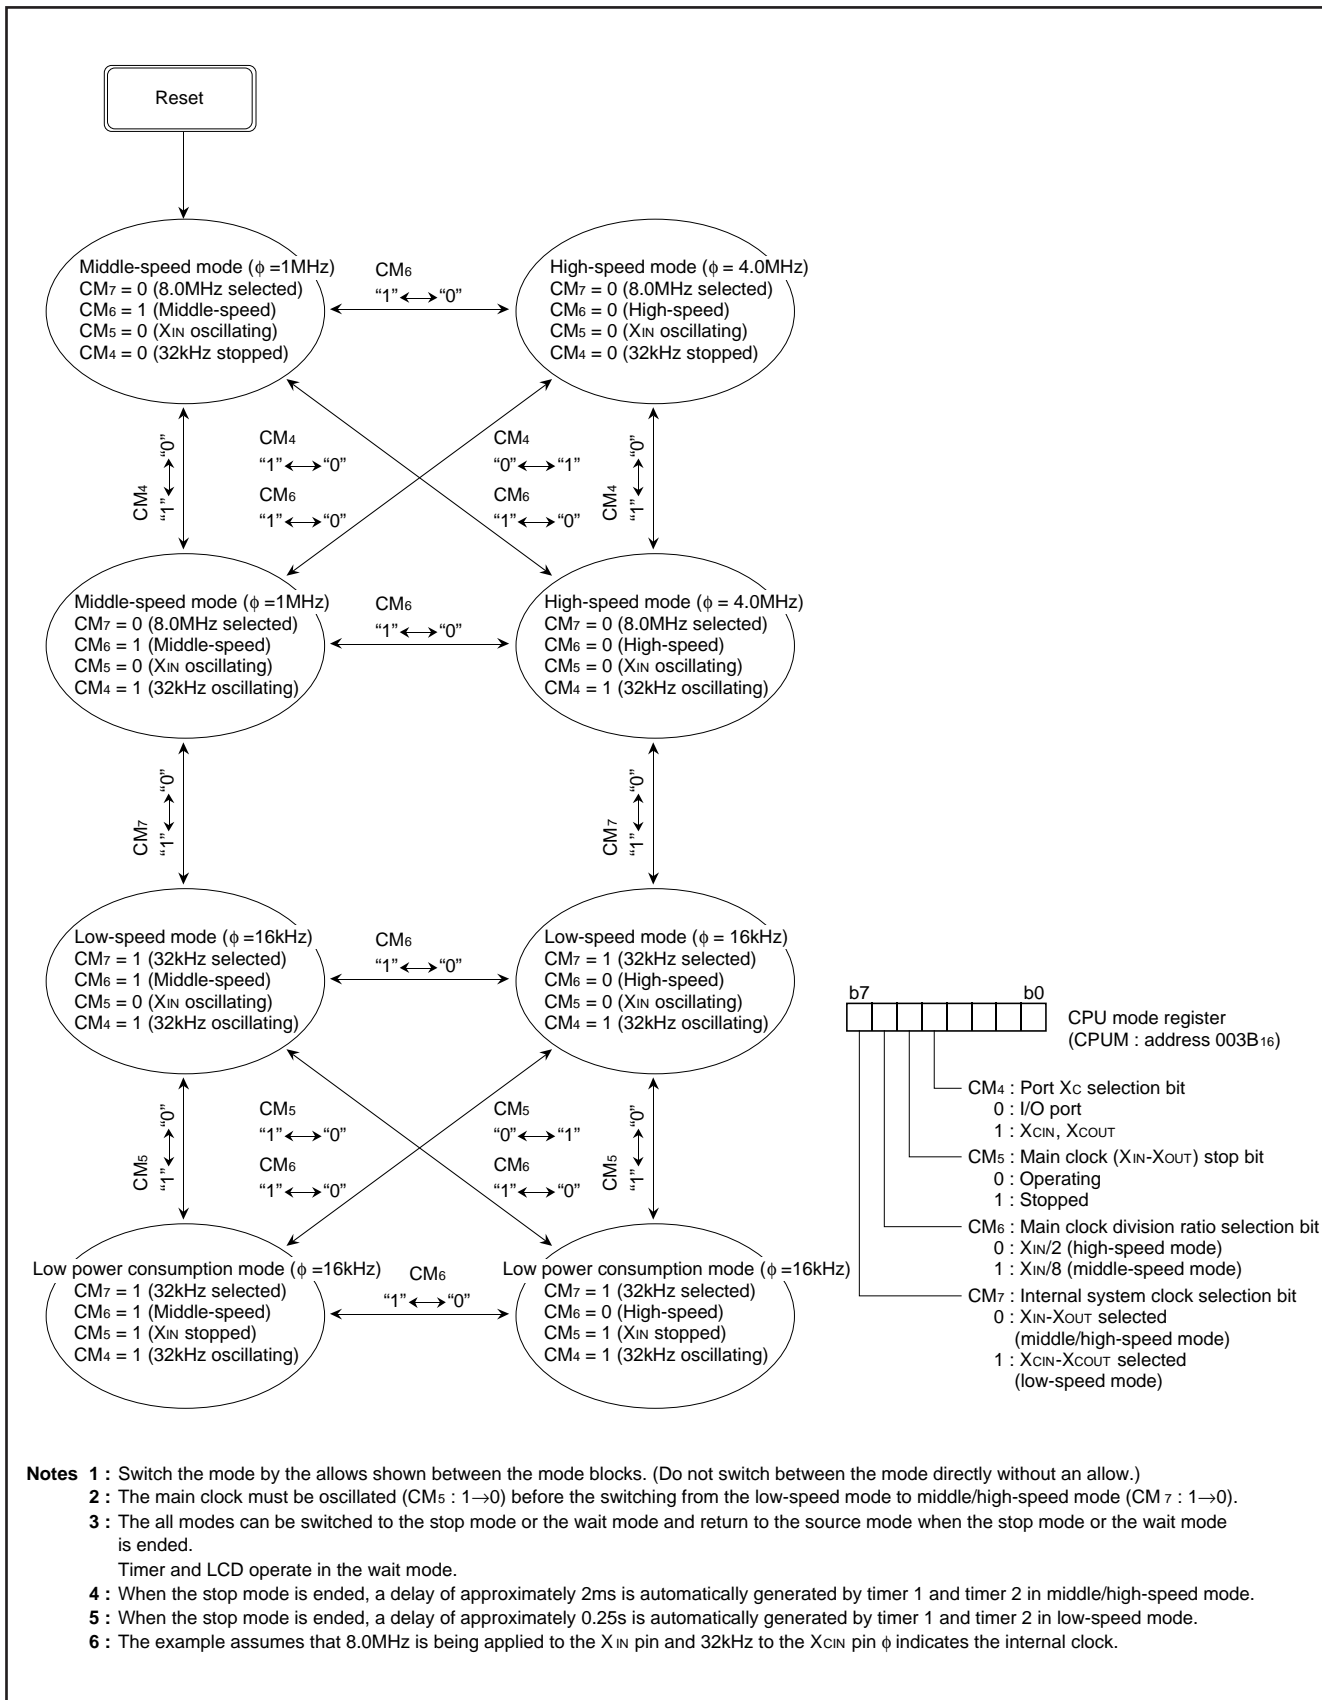 Reset
Middle-speed mode (ϕ =1MHz)
CM7 = 0 (8.0MHz selected)
CM6 = 1 (Middle-speed)
CM5 = 0 (XIN oscillating)
CM4 = 0 (32kHz stopped)
CM6
“1”⟷“0”
High-speed mode (ϕ = 4.0MHz)
CM7 = 0 (8.0MHz selected)
CM6 = 0 (High-speed)
CM5 = 0 (XIN oscillating)
CM4 = 0 (32kHz stopped)
CM4
“1”⟷“0”
CM4
“1”⟷“0”
CM6
“1”⟷“0”
CM4
“0”⟷“1”
CM6
“1”⟷“0”
CM4
“1”⟷“0”
Middle-speed mode (ϕ =1MHz)
CM7 = 0 (8.0MHz selected)
CM6 = 1 (Middle-speed)
CM5 = 0 (XIN oscillating)
CM4 = 1 (32kHz oscillating)
CM6
“1”⟷“0”
High-speed mode (ϕ = 4.0MHz)
CM7 = 0 (8.0MHz selected)
CM6 = 0 (High-speed)
CM5 = 0 (XIN oscillating)
CM4 = 1 (32kHz oscillating)
CM7
“1”⟷“0”
CM7
“1”⟷“0”
Low-speed mode (ϕ =16kHz)
CM7 = 1 (32kHz selected)
CM6 = 1 (Middle-speed)
CM5 = 0 (XIN oscillating)
CM4 = 1 (32kHz oscillating)
CM6
“1”⟷“0”
Low-speed mode (ϕ = 16kHz)
CM7 = 1 (32kHz selected)
CM6 = 0 (High-speed)
CM5 = 0 (XIN oscillating)
CM4 = 1 (32kHz oscillating)
CM5
“1”⟷“0”
CM5
“1”⟷“0”
CM6
“1”⟷“0”
CM5
“0”⟷“1”
CM6
“1”⟷“0”
CM5
“1”⟷“0”
Low power consumption mode (ϕ =16kHz)
CM7 = 1 (32kHz selected)
CM6 = 1 (Middle-speed)
CM5 = 1 (XIN stopped)
CM4 = 1 (32kHz oscillating)
CM6
“1”⟷“0”
Low power consumption mode (ϕ =16kHz)
CM7 = 1 (32kHz selected)
CM6 = 0 (High-speed)
CM5 = 1 (XIN stopped)
CM4 = 1 (32kHz oscillating)
b7 b0
CPU mode register
(CPUM : address 003B16)
CM4 : Port XC selection bit
0 : I/O port
1 : XCIN, XCOUT
CM5 : Main clock (XIN-XOUT) stop bit
0 : Operating
1 : Stopped
CM6 : Main clock division ratio selection bit
0 : XIN/2 (high-speed mode)
1 : XIN/8 (middle-speed mode)
CM7 : Internal system clock selection bit
0 : XIN-XOUT selected
(middle/high-speed mode)
1 : XCIN-XCOUT selected
(low-speed mode)
Notes 1 : Switch the mode by the allows shown between the mode blocks. (Do not switch between the mode directly without an allow.)
2 : The main clock must be oscillated (CM5 : 1→0) before the switching from the low-speed mode to middle/high-speed mode (CM 7 : 1→0).
3 : The all modes can be switched to the stop mode or the wait mode and return to the source mode when the stop mode or the wait mode
is ended.
Timer and LCD operate in the wait mode.
4 : When the stop mode is ended, a delay of approximately 2ms is automatically generated by timer 1 and timer 2 in middle/high-speed mode.
5 : When the stop mode is ended, a delay of approximately 0.25s is automatically generated by timer 1 and timer 2 in low-speed mode.
6 : The example assumes that 8.0MHz is being applied to the X IN pin and 32kHz to the XCIN pin ϕ indicates the internal clock.